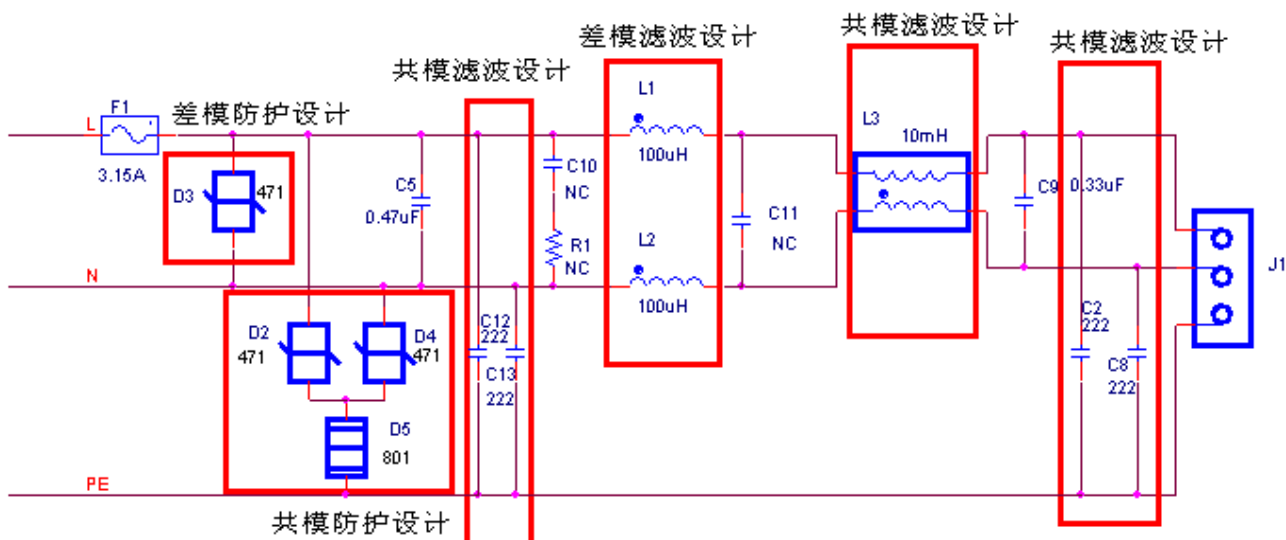 共模滤波设计
差模滤波设计
共模滤波设计
共模滤波设计
F1
差模防护设计
L
3.15A
L1
100uH
L3
10mH
D3
471
C5
0.47uF
C10
NC
R1
NC
C11
NC
C9
0.33uF
N
L2
100uH
J1
D2
471
D4
471
C12
222
C13
222
C2
222
C8
222
D5
801
PE
共模防护设计